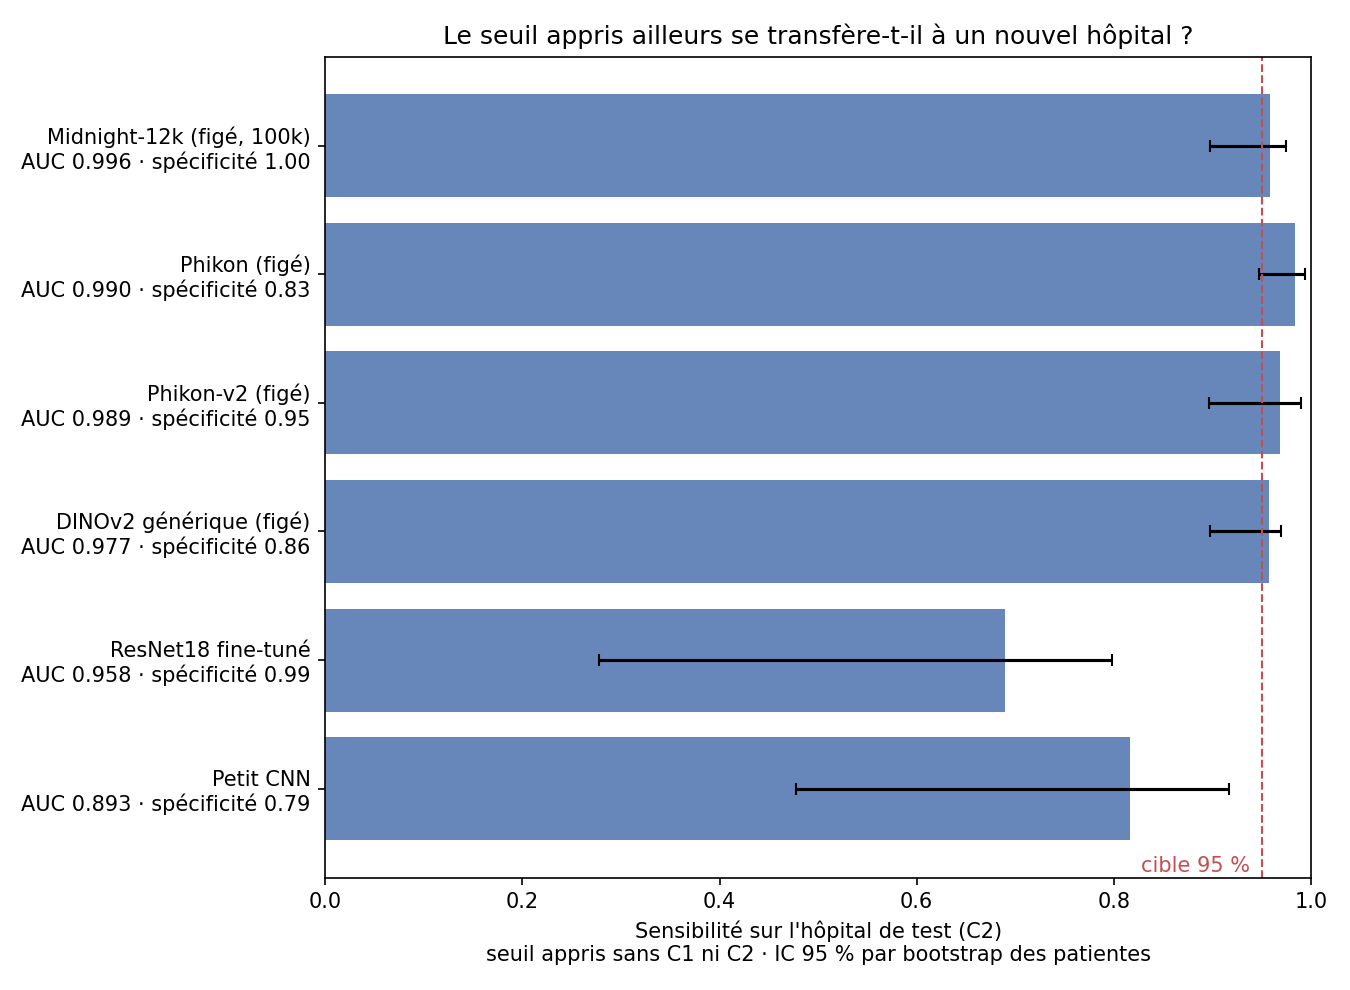 Le seuil appris ailleurs se transfère-t-il à un nouvel hôpital ?
Midnight-12k (figé, 100k)
AUC 0.996 · spécificité 1.00
Phikon (figé)
AUC 0.990 · spécificité 0.83
Phikon-v2 (figé)
AUC 0.989 · spécificité 0.95
DINOv2 générique (figé)
AUC 0.977 · spécificité 0.86
ResNet18 fine-tuné
AUC 0.958 · spécificité 0.99
Petit CNN
AUC 0.893 · spécificité 0.79
cible 95 %
0.0 0.2 0.4 0.6 0.8 1.0
Sensibilité sur l'hôpital de test (C2)
seuil appris sans C1 ni C2 · IC 95 % par bootstrap des patientes